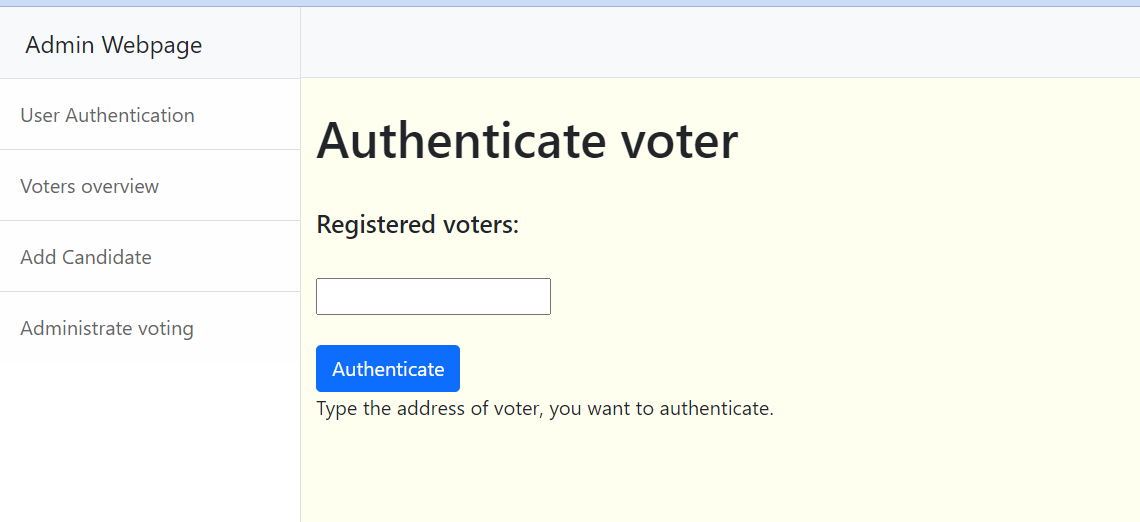 Admin Webpage
User Authentication
Voters overview
Add Candidate
Administrate voting
Authenticate voter
Registered voters:
Authenticate
Type the address of voter, you want to authenticate.